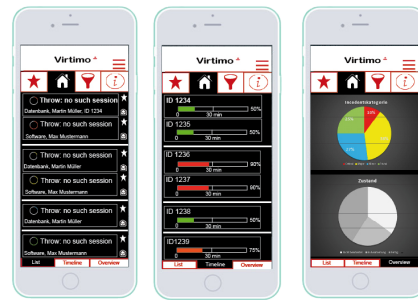 Virtimo
Throw: no such session
Datenbank, Martin Müller, ID 1234
Throw: no such session
Software, Max Mustermann
Throw: no such session
Datenbank, Martin Müller
Throw: no such session
Software, Max Mustermann
Throw: no such session
Datenbank, Martin Müller
Throw: no such session
Software, Max Mustermann
List Timeline Overview
Virtimo
ID 1234
50%
0 30 min
ID 1235
50%
0 30 min
ID 1236
90%
0 30 min
ID 1237
90%
0 30 min
ID 1238
50%
0 30 min
ID1239
75%
0 30 min
List Timeline Overview
Virtimo
Zustand
List Timeline Overview